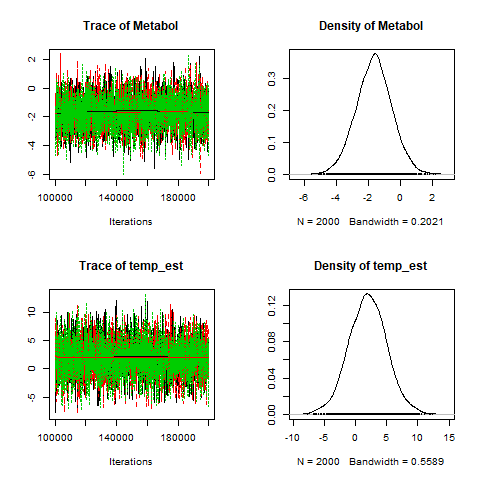 Trace of Metabol
2
0
-2
-4
-6
100000 140000 180000
Iterations
Density of Metabol
0.3
0.2
0.1
0.0
-6 -4 -2 0 2
N = 2000 Bandwidth = 0.2021
Trace of temp_est
10
5
0
-5
100000 140000 180000
Iterations
Density of temp_est
0.12
0.08
0.04
0.00
-10 -5 0 5 10 15
N = 2000 Bandwidth = 0.5589